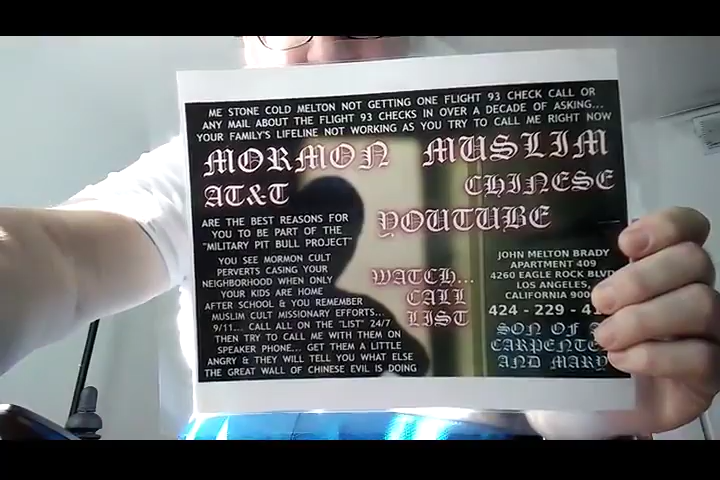 ME STONE COLD MELTON NOT GETTING ONE FLIGHT 93 CHECK CALL OR
ANY MAIL ABOUT THE FLIGHT 93 CHECKS IN OVER A DECADE OF ASKING...
YOUR FAMILY'S LIFELINE NOT WORKING AS YOU TRY TO CALL ME RIGHT NOW
MORMON MUSLIM
AT&T CHINESE
YOUTUBE
ARE THE BEST REASONS FOR
YOU TO BE PART OF THE
"MILITARY PIT BULL PROJECT"
YOU SEE MORMON CULT
PERVERTS CASING YOUR
NEIGHBORHOOD WHEN ONLY
YOUR KIDS ARE HOME
AFTER SCHOOL & YOU REMEMBER
MUSLIM CULT MISSIONARY EFFORTS...
9/11... CALL ALL ON THE "LIST" 24/7
THEN TRY TO CALL ME WITH THEM ON
SPEAKER PHONE... GET THEM A LITTLE
ANGRY & THEY WILL TELL YOU WHAT ELSE
THE GREAT WALL OF CHINESE EVIL IS DOING
WATCH...
CALL
LIST
JOHN MELTON BRADY
APARTMENT 409
4260 EAGLE ROCK BLVD
LOS ANGELES,
CALIFORNIA
424 - 229 -
SON OF A
CARPENTER
AND MARY